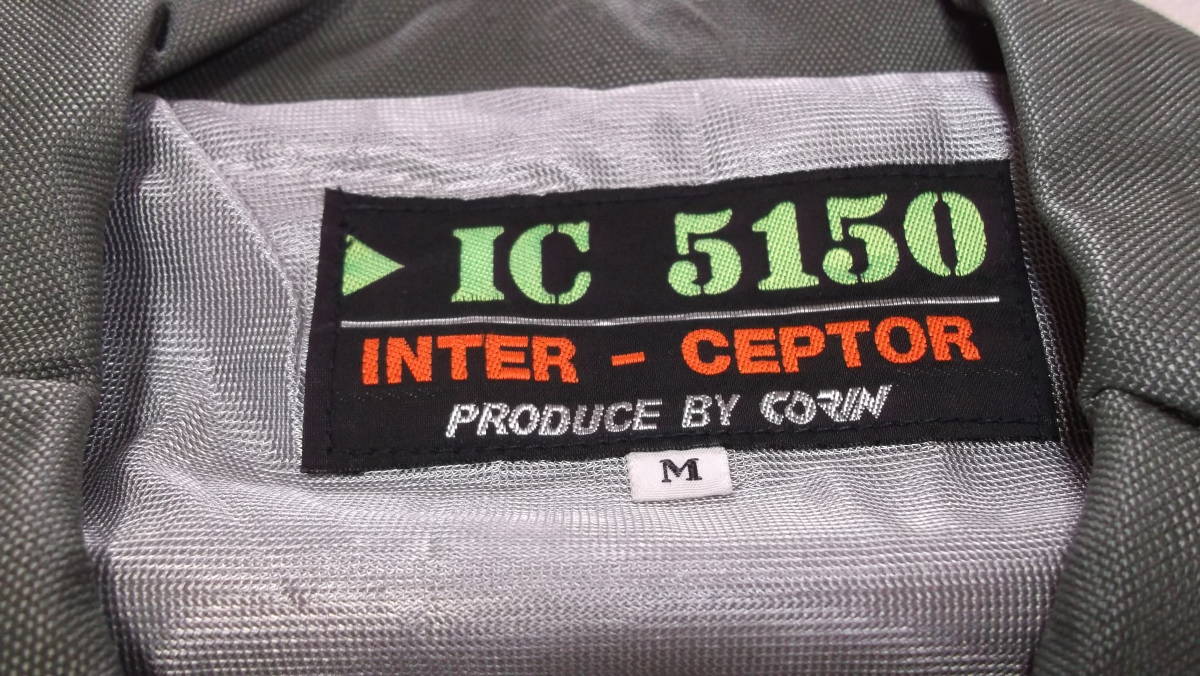 IC 5150
INTER - CEPTOR
PRODUCE BY CORIN
M